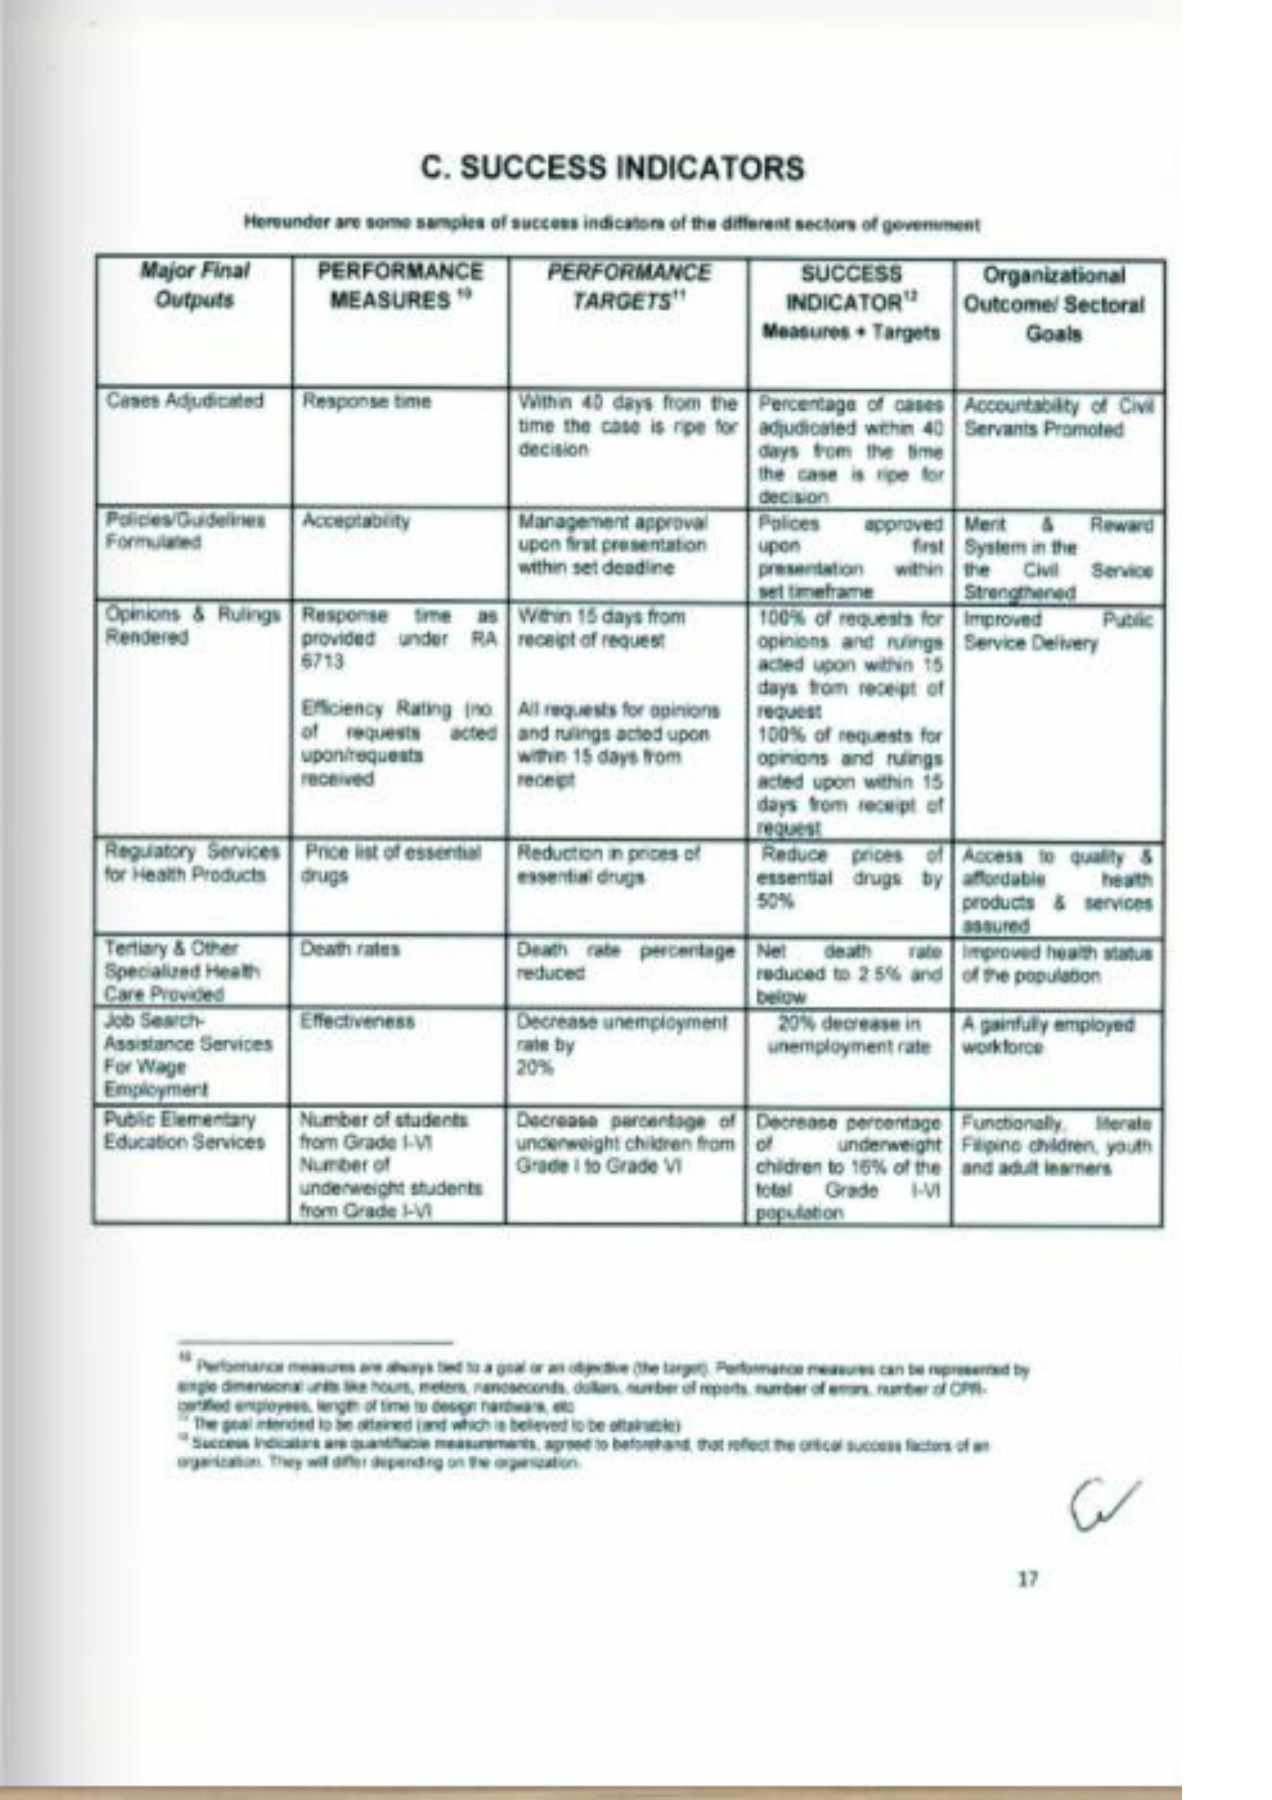 C. SUCCESS INDICATORS
Hereunder are some samples of success indicators of the different sectors of government
Major Final
Outputs
PERFORMANCE
MEASURES 10
PERFORMANCE
TARGETS11
SUCCESS
INDICATOR12
Measures + Targets
Organizational
Outcome/ Sectoral
Goals
Cases Adjudicated
Response time
Within 40 days from the
time the case is ripe for
decision
Percentage of cases
adjudicated within 40
days from the time
the case is ripe for
decision
Accountability of Civil
Servants Promoted
Policies/Guidelines
Formulated
Acceptability
Management approval
upon first presentation
within set deadline
Polices approved
upon first
presentation within
set timeframe
Merit & Reward
System in the
the Civil Service
Strengthened
Opinions & Rulings
Rendered
Response time as
provided under RA
6713
Efficiency Rating (no.
of requests acted
upon/requests
received
Within 15 days from
receipt of request
All requests for opinions
and rulings acted upon
within 15 days from
receipt
100% of requests for
opinions and rulings
acted upon within 15
days from receipt of
request
100% of requests for
opinions and rulings
acted upon within 15
days from receipt of
request
Improved Public
Service Delivery
Regulatory Services
for Health Products
Price list of essential
drugs
Reduction in prices of
essential drugs
Reduce prices of
essential drugs by
50%
Access to quality &
affordable health
products & services
assured
Tertiary & Other
Specialized Health
Care Provided
Death rates
Death rate percentage
reduced
Net death rate
reduced to 2.5% and
below
Improved health status
of the population
Job Search-
Assistance Services
For Wage
Employment
Effectiveness
Decrease unemployment
rate by
20%
20% decrease in
unemployment rate
A gainfully employed
workforce
Public Elementary
Education Services
Number of students
from Grade I-VI
Number of
underweight students
from Grade I-VI
Decrease percentage of
underweight children from
Grade I to Grade VI
Decrease percentage
of underweight
children to 16% of the
total Grade I-VI
population
Functionally, literate
Filipino children, youth
and adult learners
10 Performance measures are always tied to a goal or an objective (the target). Performance measures can be represented by
single dimensional units like hours, meters, nanoseconds, dollars, number of reports, number of errors, number of CPR-
certified employees, length of time to design hardware, etc
11 The goal intended to be attained (and which is believed to be attainable)
12 Success Indicators are quantifiable measurements, agreed to beforehand, that reflect the critical success factors of an
organization. They will differ depending on the organization.
17